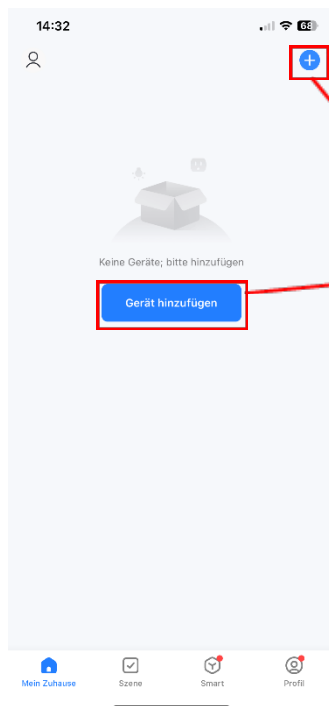 14:32
68
Keine Geräte; bitte hinzufügen
Gerät hinzufügen
Mein Zuhause
Szene
Smart
Profil